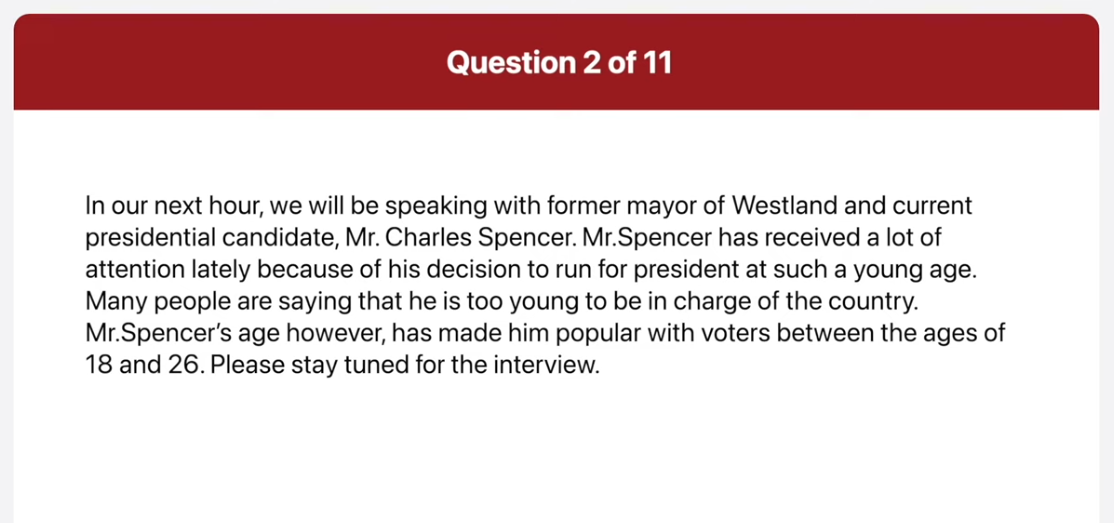 Question 2 of 11
In our next hour, we will be speaking with former mayor of Westland and current
presidential candidate, Mr. Charles Spencer. Mr.Spencer has received a lot of
attention lately because of his decision to run for president at such a young age.
Many people are saying that he is too young to be in charge of the country.
Mr.Spencer’s age however, has made him popular with voters between the ages of
18 and 26. Please stay tuned for the interview.